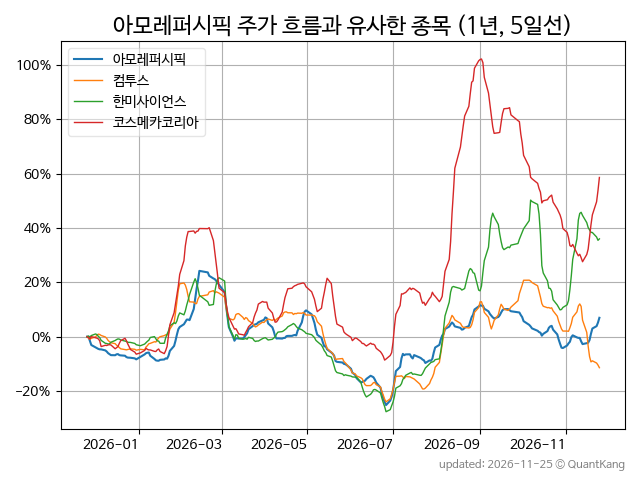 아모레퍼시픽 주가 흐름과 유사한 종목 (1년, 5일선)
아모레퍼시픽
컴투스
한미사이언스
코스메카코리아
100%
80%
60%
40%
20%
0%
−20%
2026-01
2026-03
2026-05
2026-07
2026-09
2026-11
updated: 2026-11-25 © QuantKang